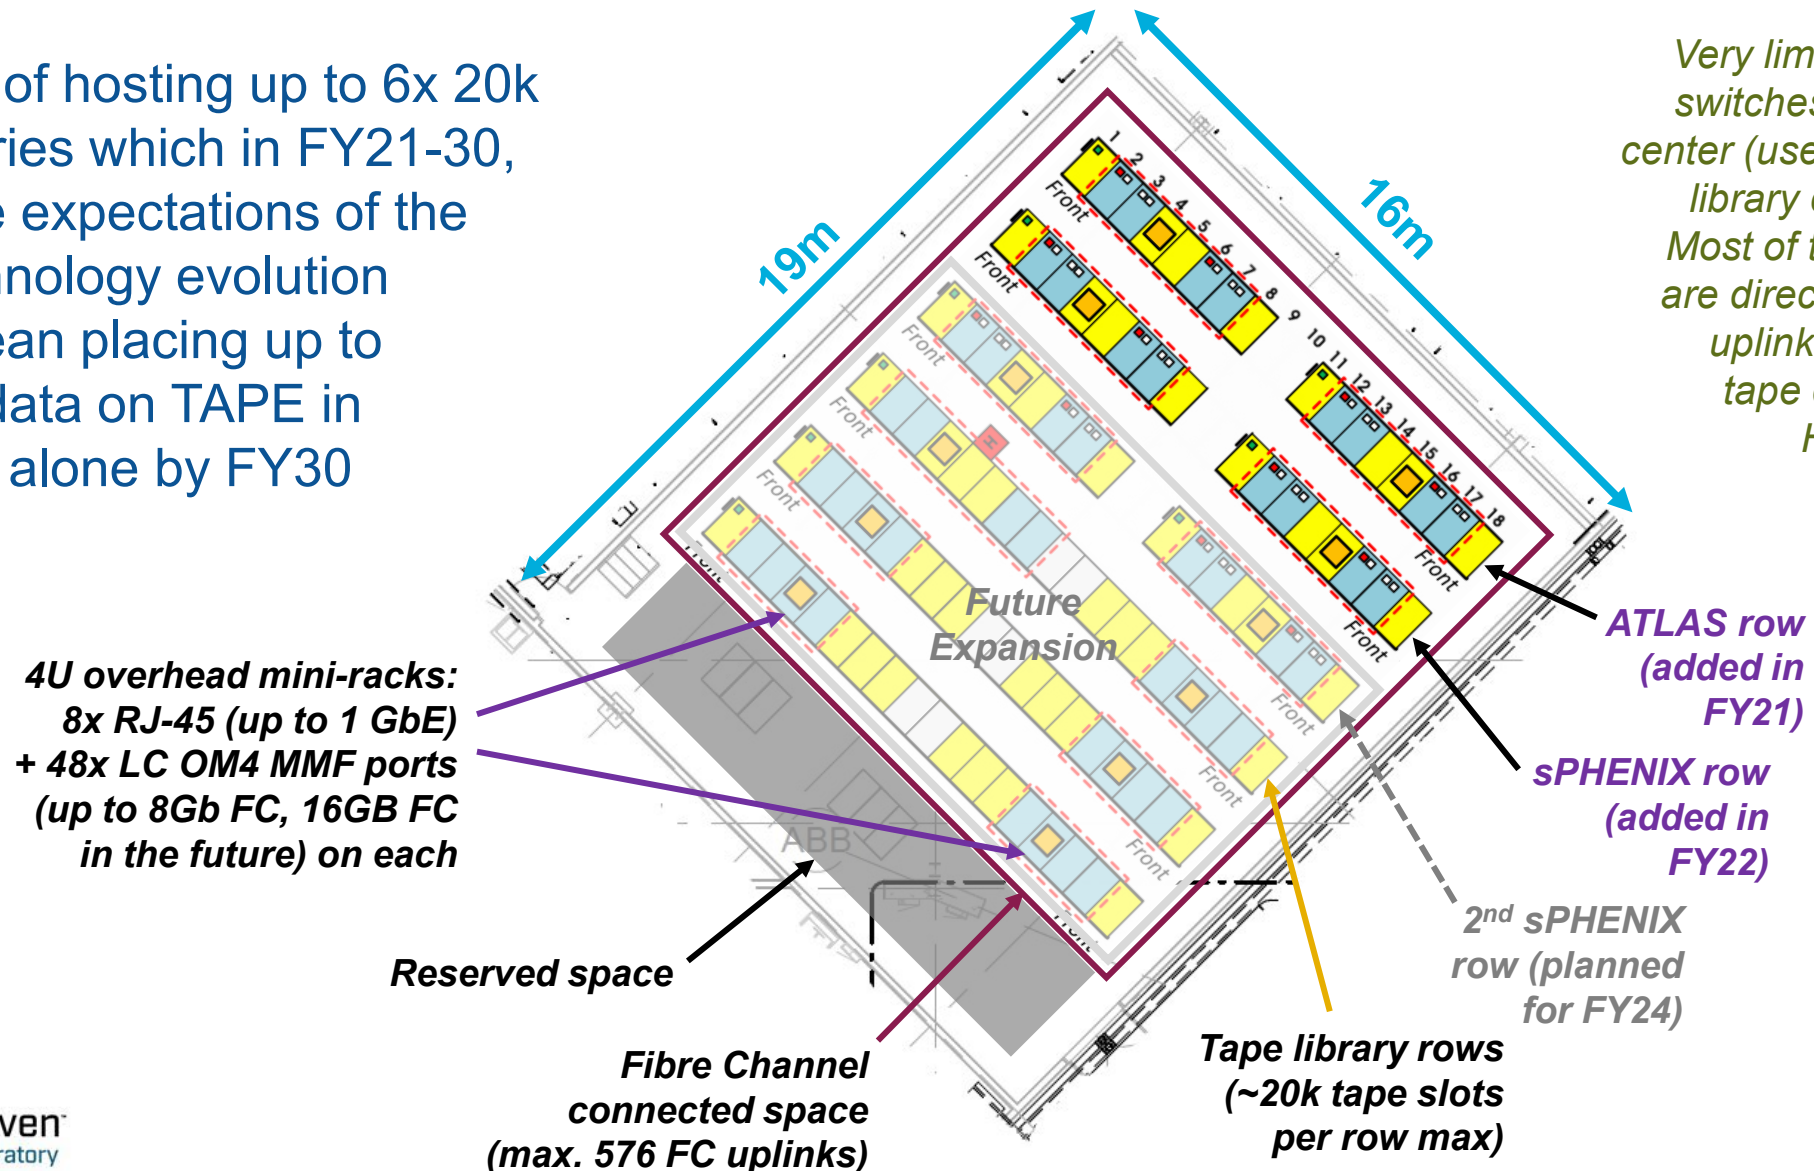 of hosting up to 6x 20k
ries which in FY21-30,
e expectations of the
nology evolution
ean placing up to
data on TAPE in
alone by FY30
Very lim
switches
center (use
library
Most of t
are direc
uplink
tape
H
19m
16m
1
2
3
4
5
6
7
8
9
10
11
12
13
14
15
16
17
18
Front
Front
Front
Front
Front
Front
Front
Front
Front
Front
Front
Front
Future
Expansion
H
ABB
4U overhead mini-racks:
8x RJ-45 (up to 1 GbE)
+ 48x LC OM4 MMF ports
(up to 8Gb FC, 16GB FC
in the future) on each
ATLAS row
(added in
FY21)
sPHENIX row
(added in
FY22)
2nd sPHENIX
row (planned
for FY24)
Reserved space
Fibre Channel
connected space
(max. 576 FC uplinks)
Tape library rows
(~20k tape slots
per row max)
ven
ratory